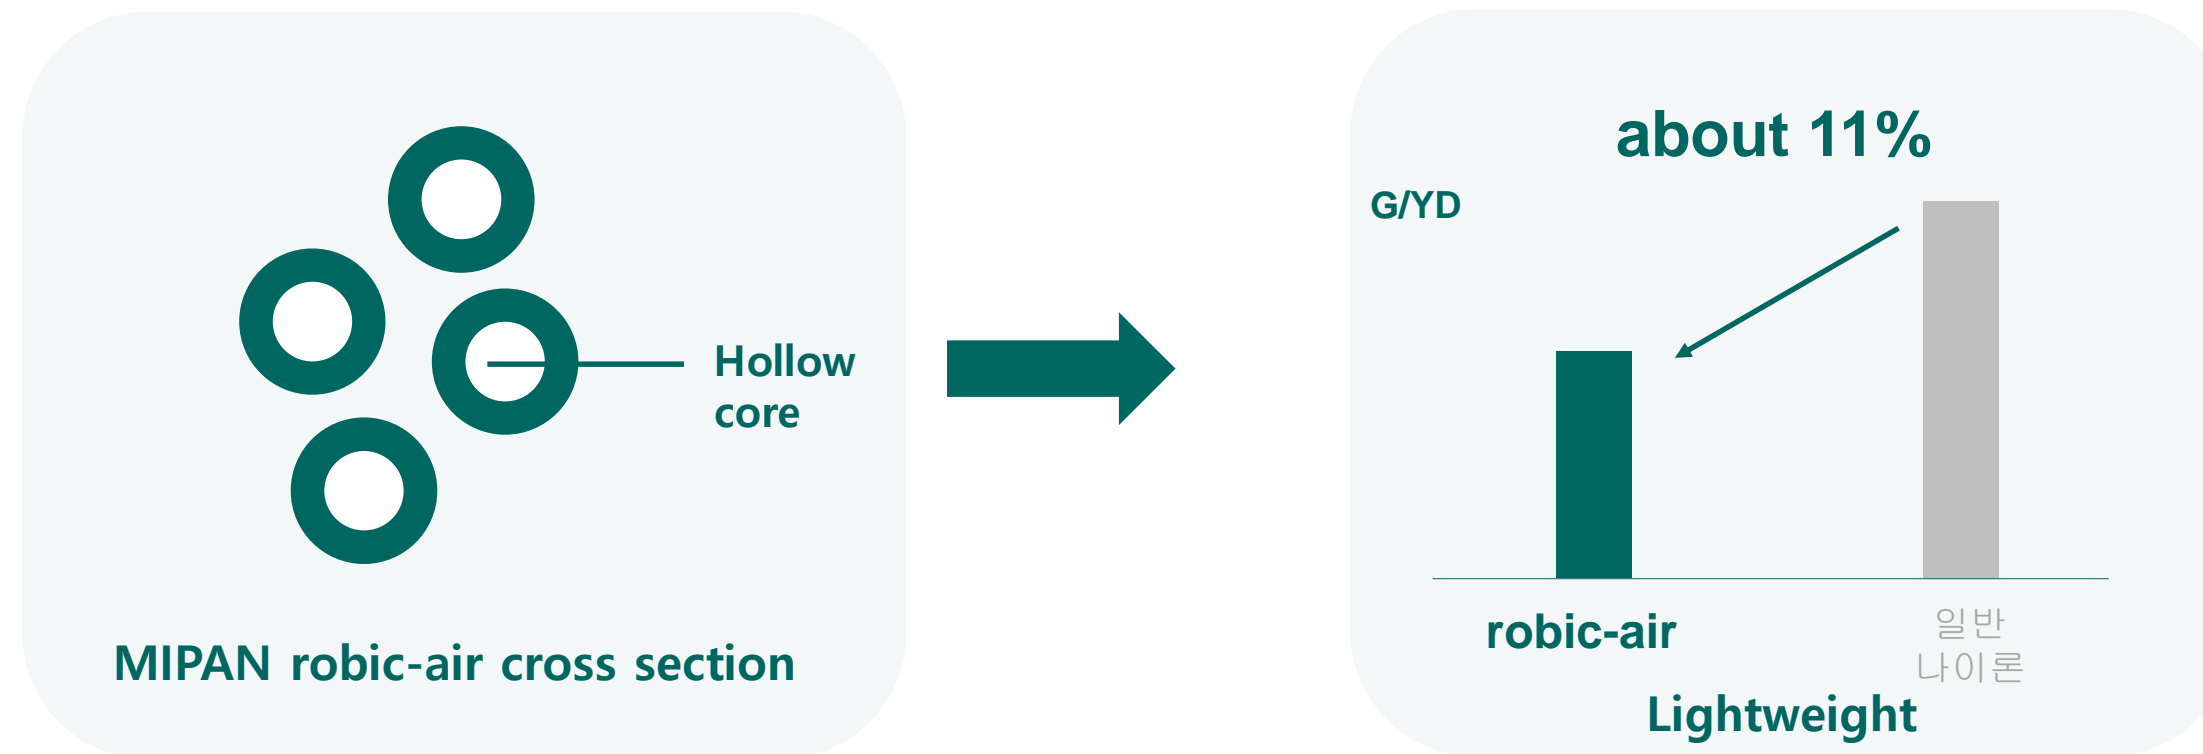 Hollow
core
MIPAN robic-air cross section
about 11%
G/YD
robic-air
일반
나이론
Lightweight